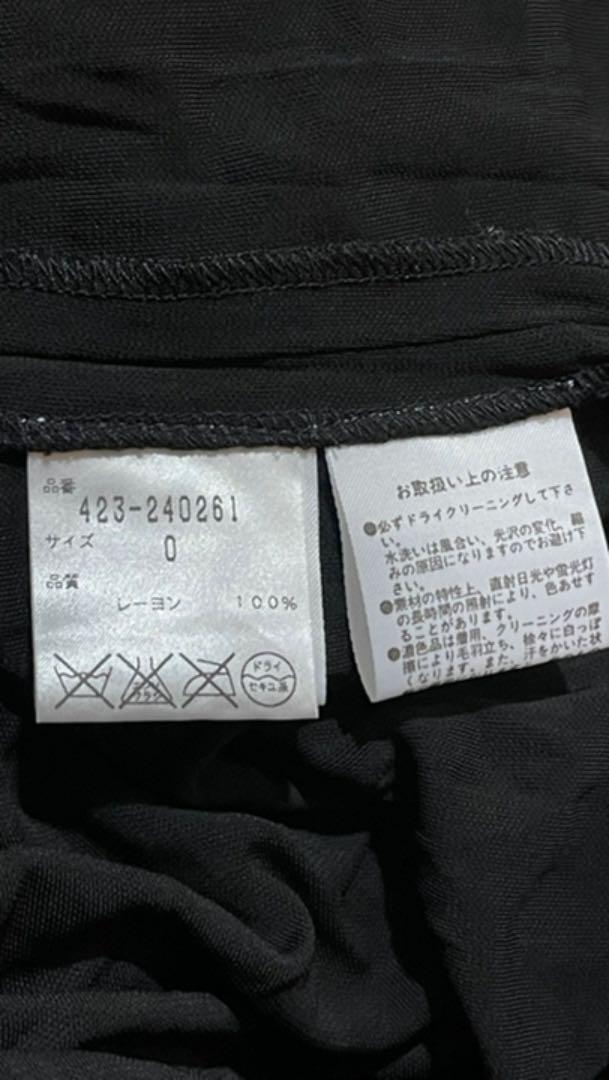 品番
423-240261
サイズ 0
品質
レーヨン 100%
エンソサラシ
ドライ
セキユ系
お取扱い上の注意
●必ずドライクリーニングして下さ
い。
水洗いは風合い、光沢の変化、縮
みの原因になりますのでお避け下
さい。
●素材の特性上、直射日光や蛍光灯
の長時間の照射により、色あせす
ることがあります。
●濃色品は着用、クリーニングの摩
擦により毛羽立ち、徐々に白っぽ
くなります。また、汗をかいた状